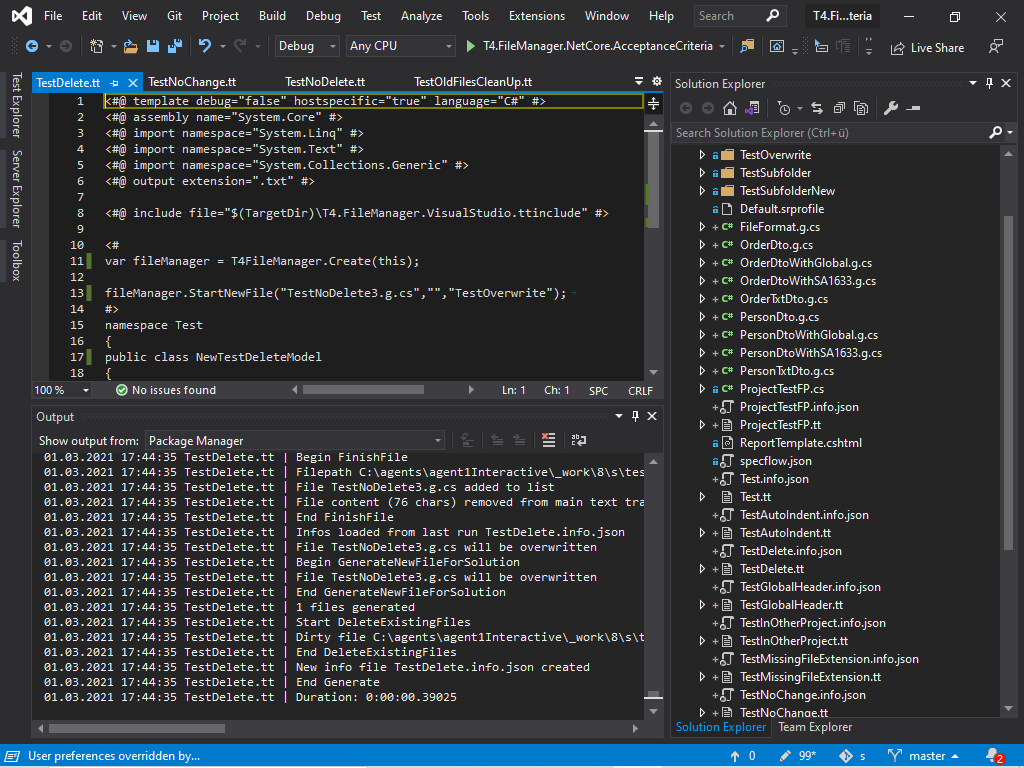 File Edit View Git Project Build Debug Test Analyze Tools Extensions Window Help Search T4.Fi...teria
Debug Any CPU T4.FileManager.NetCore.AcceptanceCriteria Live Share
Test Explorer
Server Explorer
Toolbox
TestDelete.tt TestNoChange.tt TestNoDelete.tt TestOldFilesCleanUp.tt
1 <#@ template debug="false" hostspecific="true" language="C#" #>
2 <#@ assembly name="System.Core" #>
3 <#@ import namespace="System.Linq" #>
4 <#@ import namespace="System.Text" #>
5 <#@ import namespace="System.Collections.Generic" #>
6 <#@ output extension=".txt" #>
7
8 <#@ include file="$(TargetDir)\T4.FileManager.VisualStudio.ttinclude" #>
9
10 <#
11 var fileManager = T4FileManager.Create(this);
12
13 fileManager.StartNewFile("TestNoDelete3.g.cs","","TestOverwrite");
14 #>
15 namespace Test
16 {
17 public class NewTestDeleteModel
18 {
100 % No issues found Ln: 1 Ch: 1 SPC CRLF
Output
Show output from: Package Manager
01.03.2021 17:44:35 TestDelete.tt | Begin FinishFile
01.03.2021 17:44:35 TestDelete.tt | Filepath C:\agents\agent1Interactive\_work\8\s\tes
01.03.2021 17:44:35 TestDelete.tt | File TestNoDelete3.g.cs added to list
01.03.2021 17:44:35 TestDelete.tt | File content (76 chars) removed from main text tra
01.03.2021 17:44:35 TestDelete.tt | End FinishFile
01.03.2021 17:44:35 TestDelete.tt | Infos loaded from last run TestDelete.info.json
01.03.2021 17:44:35 TestDelete.tt | File TestNoDelete3.g.cs will be overwritten
01.03.2021 17:44:35 TestDelete.tt | Begin GenerateNewFileForSolution
01.03.2021 17:44:35 TestDelete.tt | File TestNoDelete3.g.cs will be overwritten
01.03.2021 17:44:35 TestDelete.tt | End GenerateNewFileForSolution
01.03.2021 17:44:35 TestDelete.tt | 1 files generated
01.03.2021 17:44:35 TestDelete.tt | Start DeleteExistingFiles
01.03.2021 17:44:35 TestDelete.tt | Dirty file C:\agents\agent1Interactive\_work\8\s\t
01.03.2021 17:44:35 TestDelete.tt | End DeleteExistingFiles
01.03.2021 17:44:35 TestDelete.tt | New info file TestDelete.info.json created
01.03.2021 17:44:35 TestDelete.tt | End Generate
01.03.2021 17:44:35 TestDelete.tt | Duration: 0:00:00.39025
Solution Explorer
Search Solution Explorer (Ctrl+ü)
TestOverwrite
TestSubfolder
TestSubfolderNew
Default.srprofile
C# FileFormat.g.cs
C# OrderDto.g.cs
C# OrderDtoWithGlobal.g.cs
C# OrderDtoWithSA1633.g.cs
C# OrderTxtDto.g.cs
C# PersonDto.g.cs
C# PersonDtoWithGlobal.g.cs
C# PersonDtoWithSA1633.g.cs
C# PersonTxtDto.g.cs
C# ProjectTestFP.cs
ProjectTestFP.info.json
ProjectTestFP.tt
ReportTemplate.cshtml
specflow.json
Test.info.json
Test.tt
TestAutoIndent.info.json
TestAutoIndent.tt
TestDelete.info.json
TestDelete.tt
TestGlobalHeader.info.json
TestGlobalHeader.tt
TestInOtherProject.info.json
TestInOtherProject.tt
TestMissingFileExtension.info.json
TestMissingFileExtension.tt
TestNoChange.info.json
TestNoChange.tt
Solution Explorer Team Explorer
User preferences overridden by... 0 99* s master 2